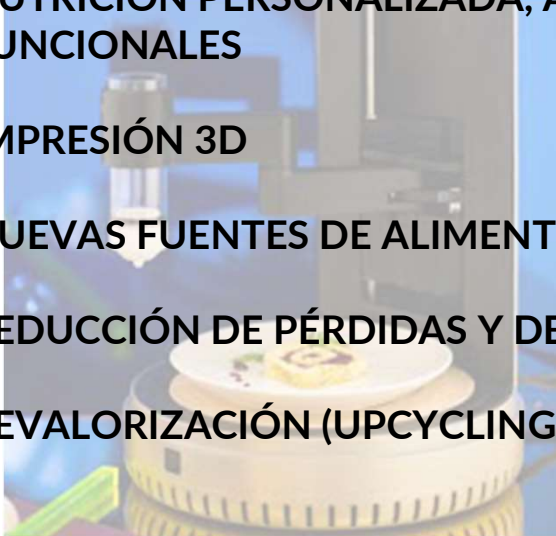 UTRICIÓN PERSONALIZADA, A
UNCIONALES
MPRESIÓN 3D
UEVAS FUENTES DE ALIMENT
EDUCCIÓN DE PÉRDIDAS Y DE
EVALORIZACIÓN (UPCYCLING